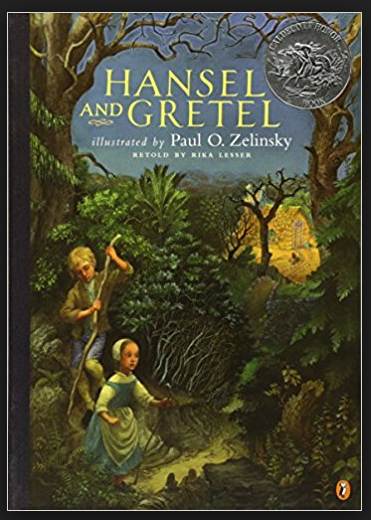 HANSEL
AND GRETEL
illustrated by Paul O. Zelinsky
RETOLD BY RIKA LESSER